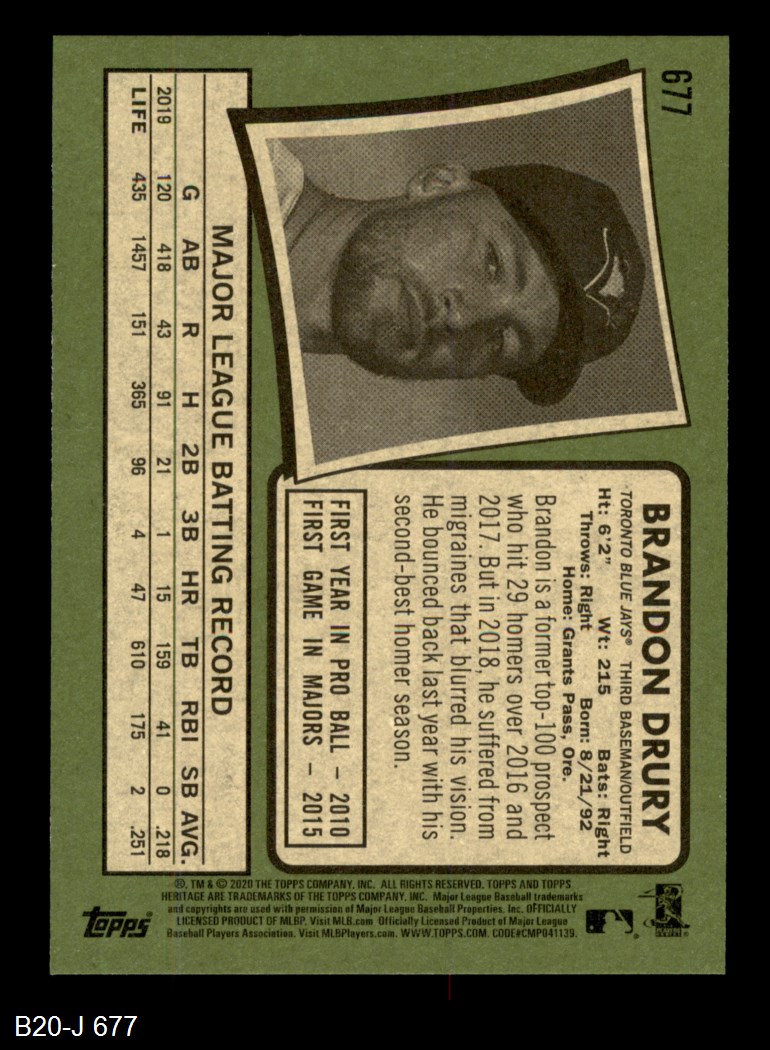 677
BRANDON DRURY
TORONTO BLUE JAYS® THIRD BASEMAN/OUTFIELD
Ht: 6'2" Wt: 215 Bats: Right
Throws: Right Born: 8/21/92
Home: Grants Pass, Ore.
Brandon is a former top-100 prospect
who hit 29 homers over 2016 and
2017. But in 2018, he suffered from
migraines that blurred his vision.
He bounced back last year with his
second-best homer season.
FIRST YEAR IN PRO BALL – 2010
FIRST GAME IN MAJORS – 2015
MAJOR LEAGUE BATTING RECORD
G AB R H 2B 3B HR TB RBI SB AVG.
2019 120 418 43 91 21 1 15 159 41 0 .218
LIFE 435 1457 151 365 96 4 47 610 175 2 .251
®, TM & © 2020 THE TOPPS COMPANY, INC. ALL RIGHTS RESERVED. TOPPS AND TOPPS
HERITAGE ARE TRADEMARKS OF THE TOPPS COMPANY, INC. Major League Baseball trademarks
and copyrights are used with permission of Major League Baseball Properties, Inc. OFFICIALLY
LICENSED PRODUCT OF MLBP. Visit MLB.com Officially Licensed Product of Major League
Baseball Players Association. Visit MLBPlayers.com. WWW.TOPPS.COM. CODE#CMP041139.
Topps®
B20-J 677